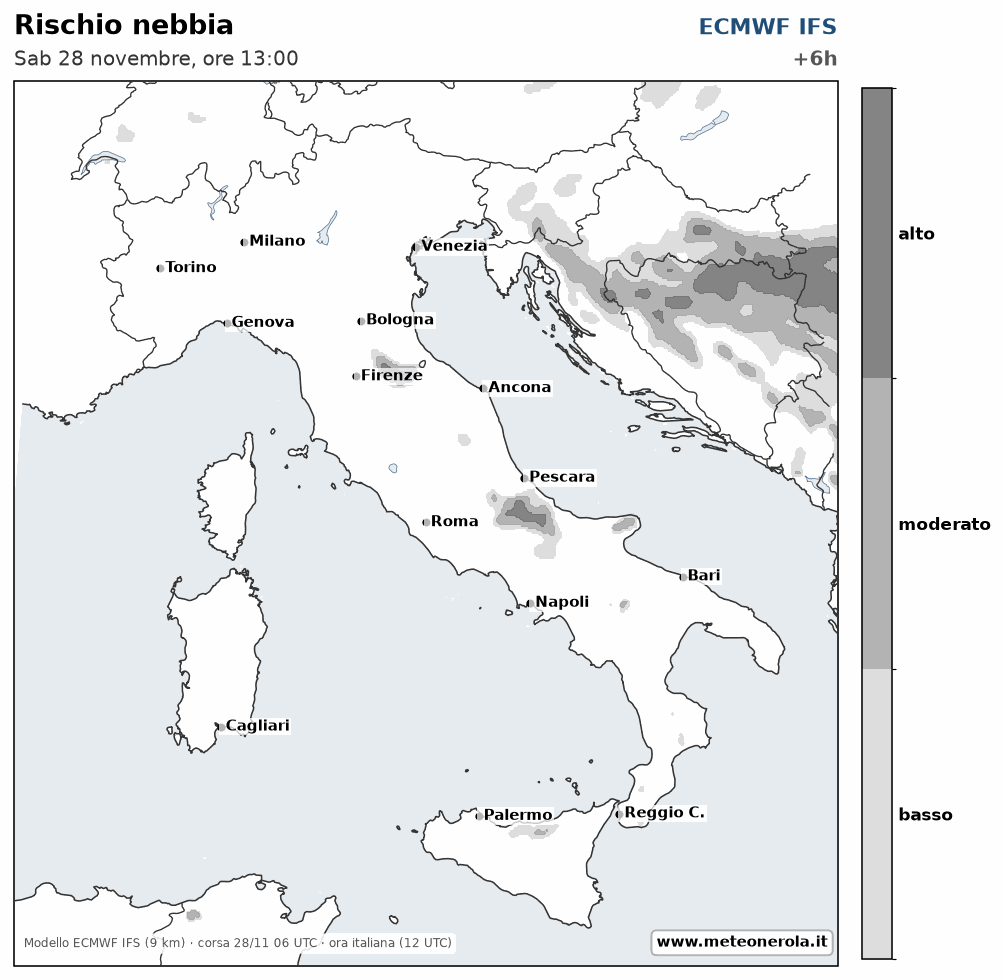 Rischio nebbia
ECMWF IFS
Sab 28 novembre, ore 13:00
+6h
Milano
Venezia
Torino
Genova
Bologna
Firenze
Ancona
Pescara
Roma
Bari
Napoli
Cagliari
Palermo
Reggio C.
alto
moderato
basso
Modello ECMWF IFS (9 km) · corsa 28/11 06 UTC · ora italiana (12 UTC)
www.meteonerola.it